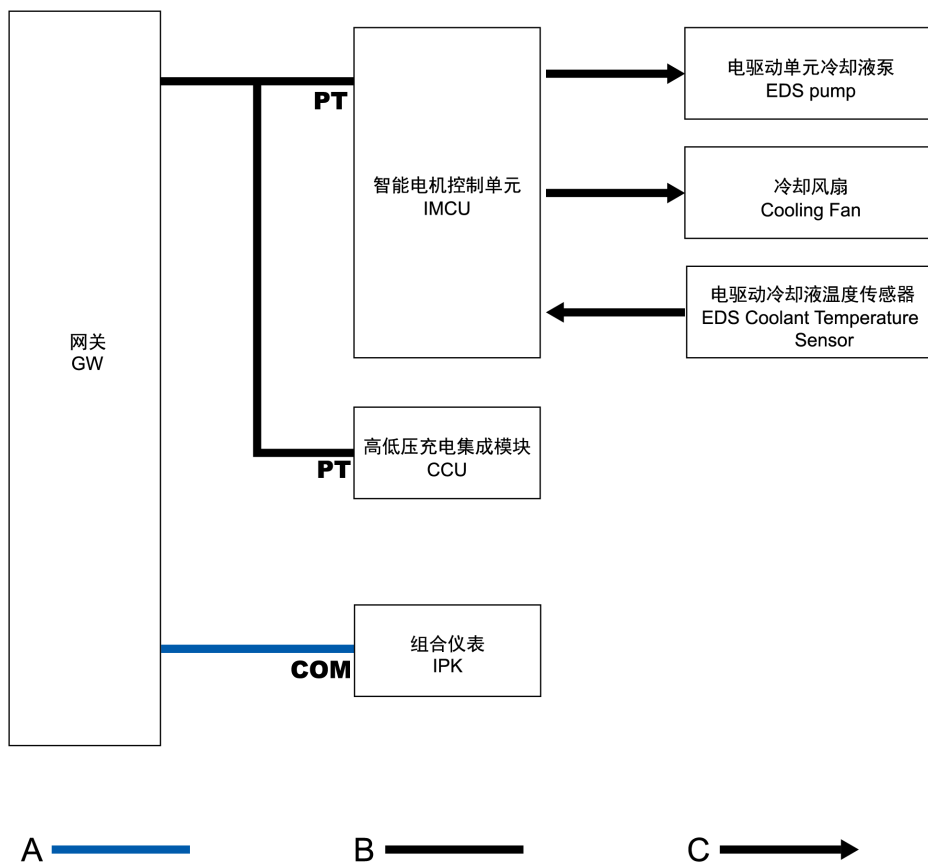 网关
GW
PT
智能电机控制单元
IMCU
电驱动单元冷却液泵
EDS pump
冷却风扇
Cooling Fan
电驱动冷却液温度传感器
EDS Coolant Temperature
Sensor
PT
高低压充电集成模块
CCU
COM
组合仪表
IPK
A
B
C